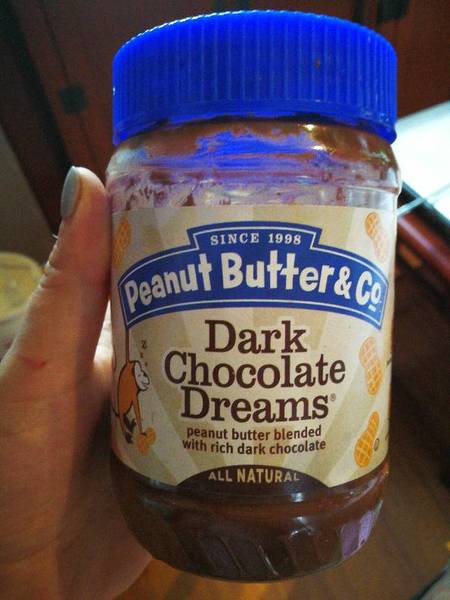 SINCE 1998
Peanut Butter & Co.
Dark
Chocolate
Dreams®
peanut butter blended
with rich dark chocolate
ALL NATURAL